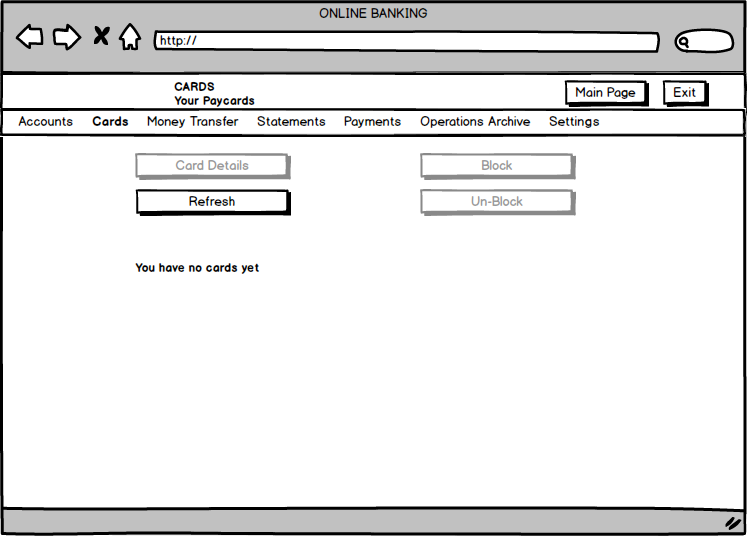 ONLINE BANKING
http://
CARDS
Your Paycards
Main Page
Exit
Accounts Cards Money Transfer Statements Payments Operations Archive Settings
Card Details
Block
Refresh
Un-Block
You have no cards yet